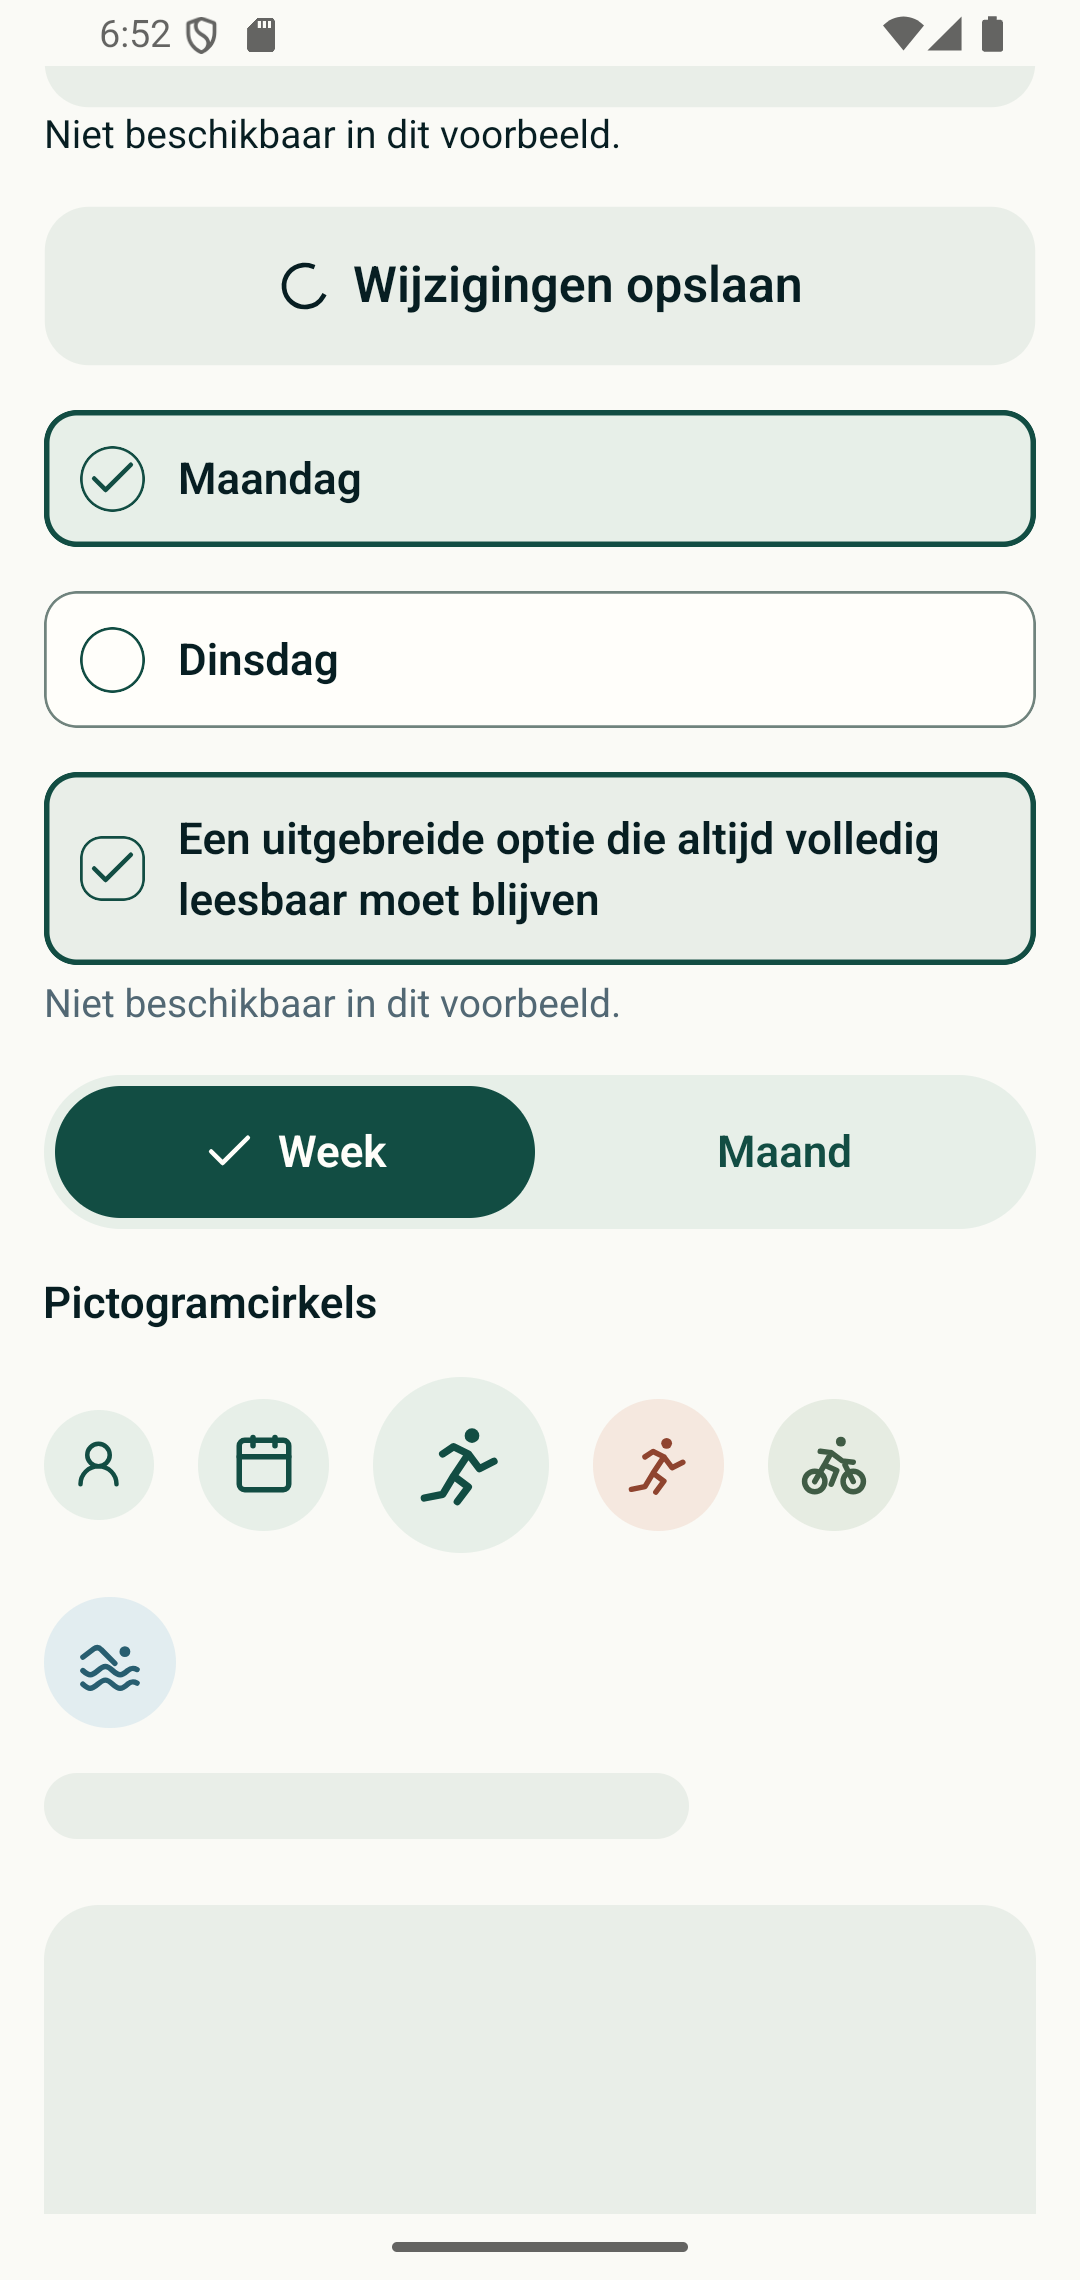 6:52
Niet beschikbaar in dit voorbeeld.
Wijzigingen opslaan
Maandag
Dinsdag
Een uitgebreide optie die altijd volledig
leesbaar moet blijven
Niet beschikbaar in dit voorbeeld.
Week
Maand
Pictogramcirkels